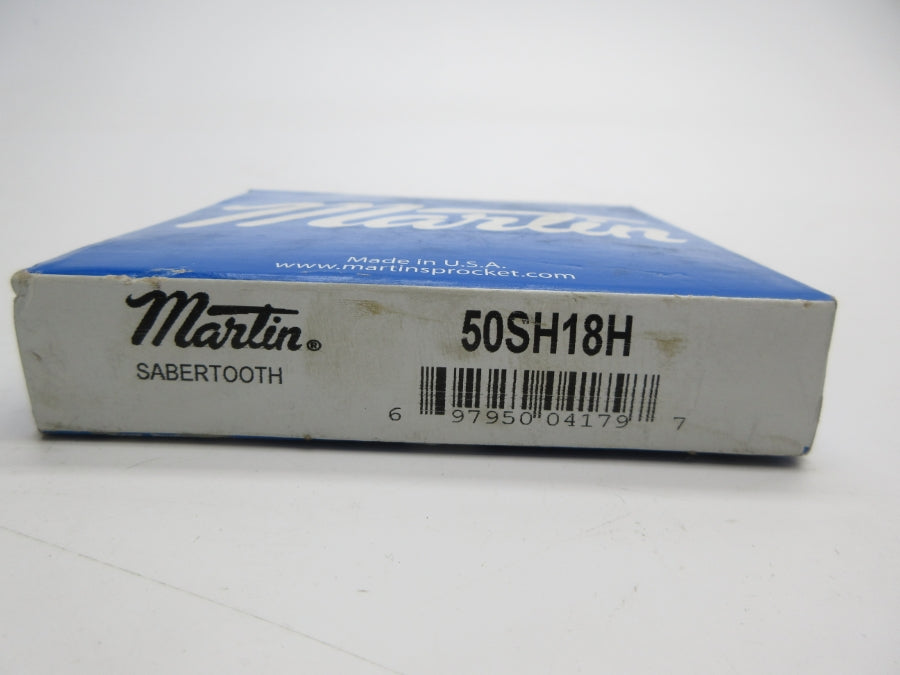 Martin
Made in U.S.A.
www.martinsprocket.com
Martin®
50SH18H
SABERTOOTH
6 97950 04179 7